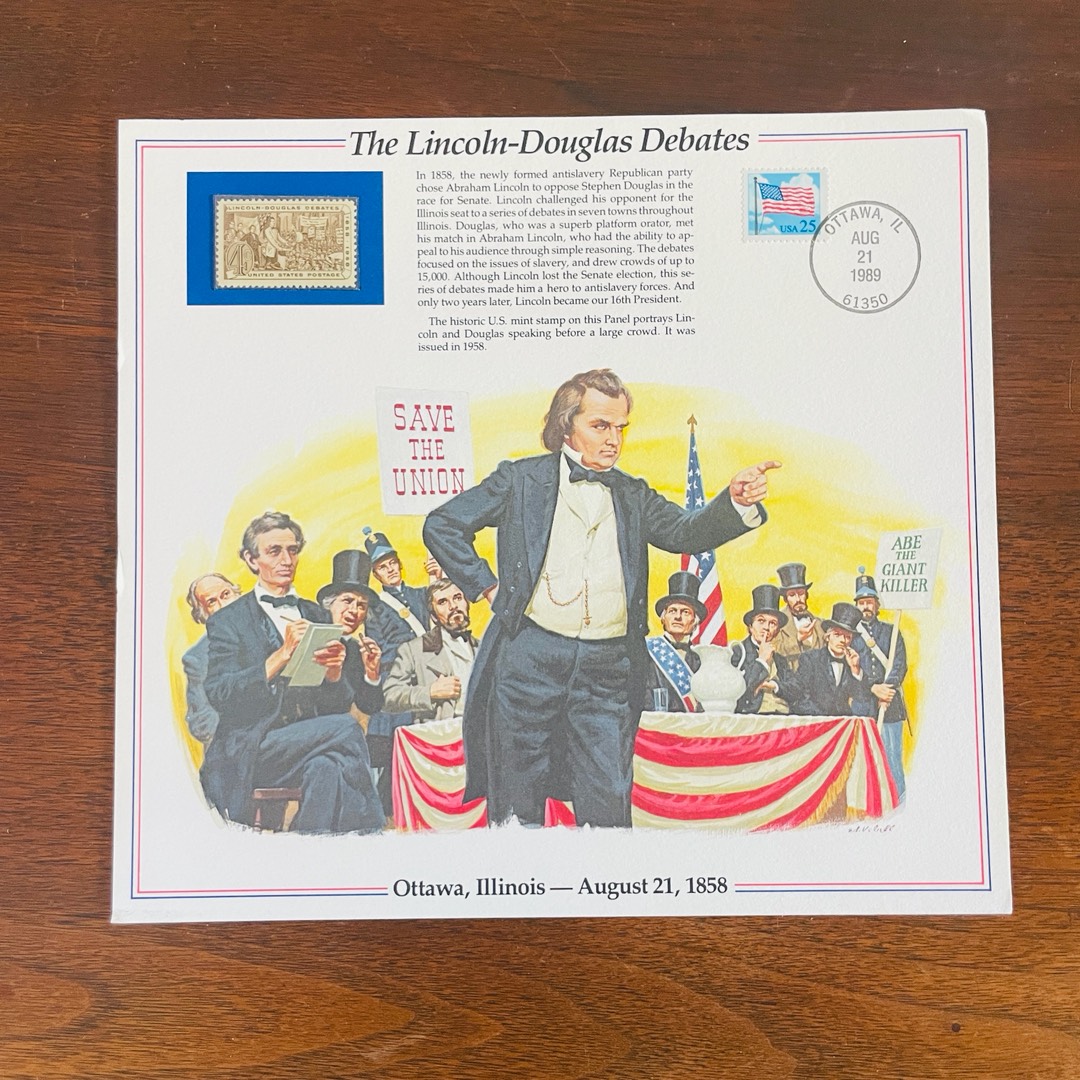 The Lincoln-Douglas Debates
LINCOLN-DOUGLAS DEBATES
1858 1958
UNITED STATES POSTAGE
In 1858, the newly formed antislavery Republican party
chose Abraham Lincoln to oppose Stephen Douglas in the
race for Senate. Lincoln challenged his opponent for the
Illinois seat to a series of debates in seven towns throughout
Illinois. Douglas, who was a superb platform orator, met
his match in Abraham Lincoln, who had the ability to ap-
peal to his audience through simple reasoning. The debates
focused on the issues of slavery, and drew crowds of up to
15,000. Although Lincoln lost the Senate election, this se-
ries of debates made him a hero to antislavery forces. And
only two years later, Lincoln became our 16th President.
The historic U.S. mint stamp on this Panel portrays Lin-
coln and Douglas speaking before a large crowd. It was
issued in 1958.
USA 25
OTTAWA, IL
AUG
21
1989
61350
SAVE
THE
UNION
ABE
THE
GIANT
KILLER
Ottawa, Illinois — August 21, 1858